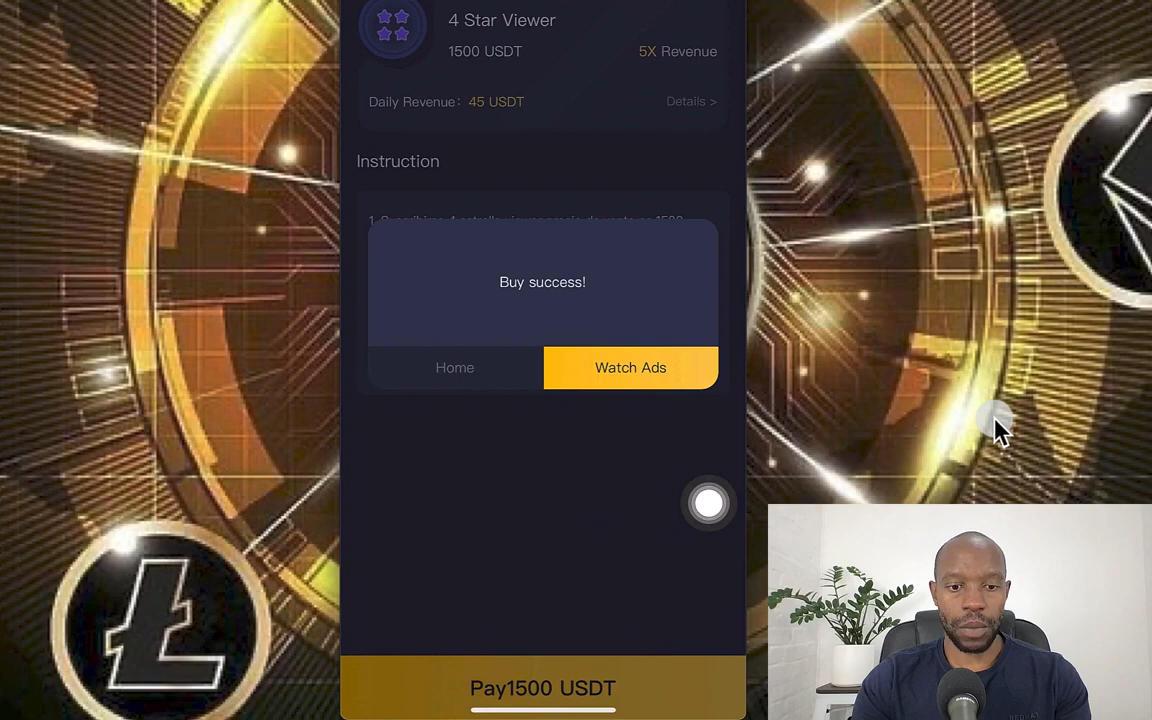 4 Star Viewer
1500 USDT
5X Revenue
Daily Revenue: 45 USDT
Details >
Instruction
Buy success!
Home
Watch Ads
Pay1500 USDT